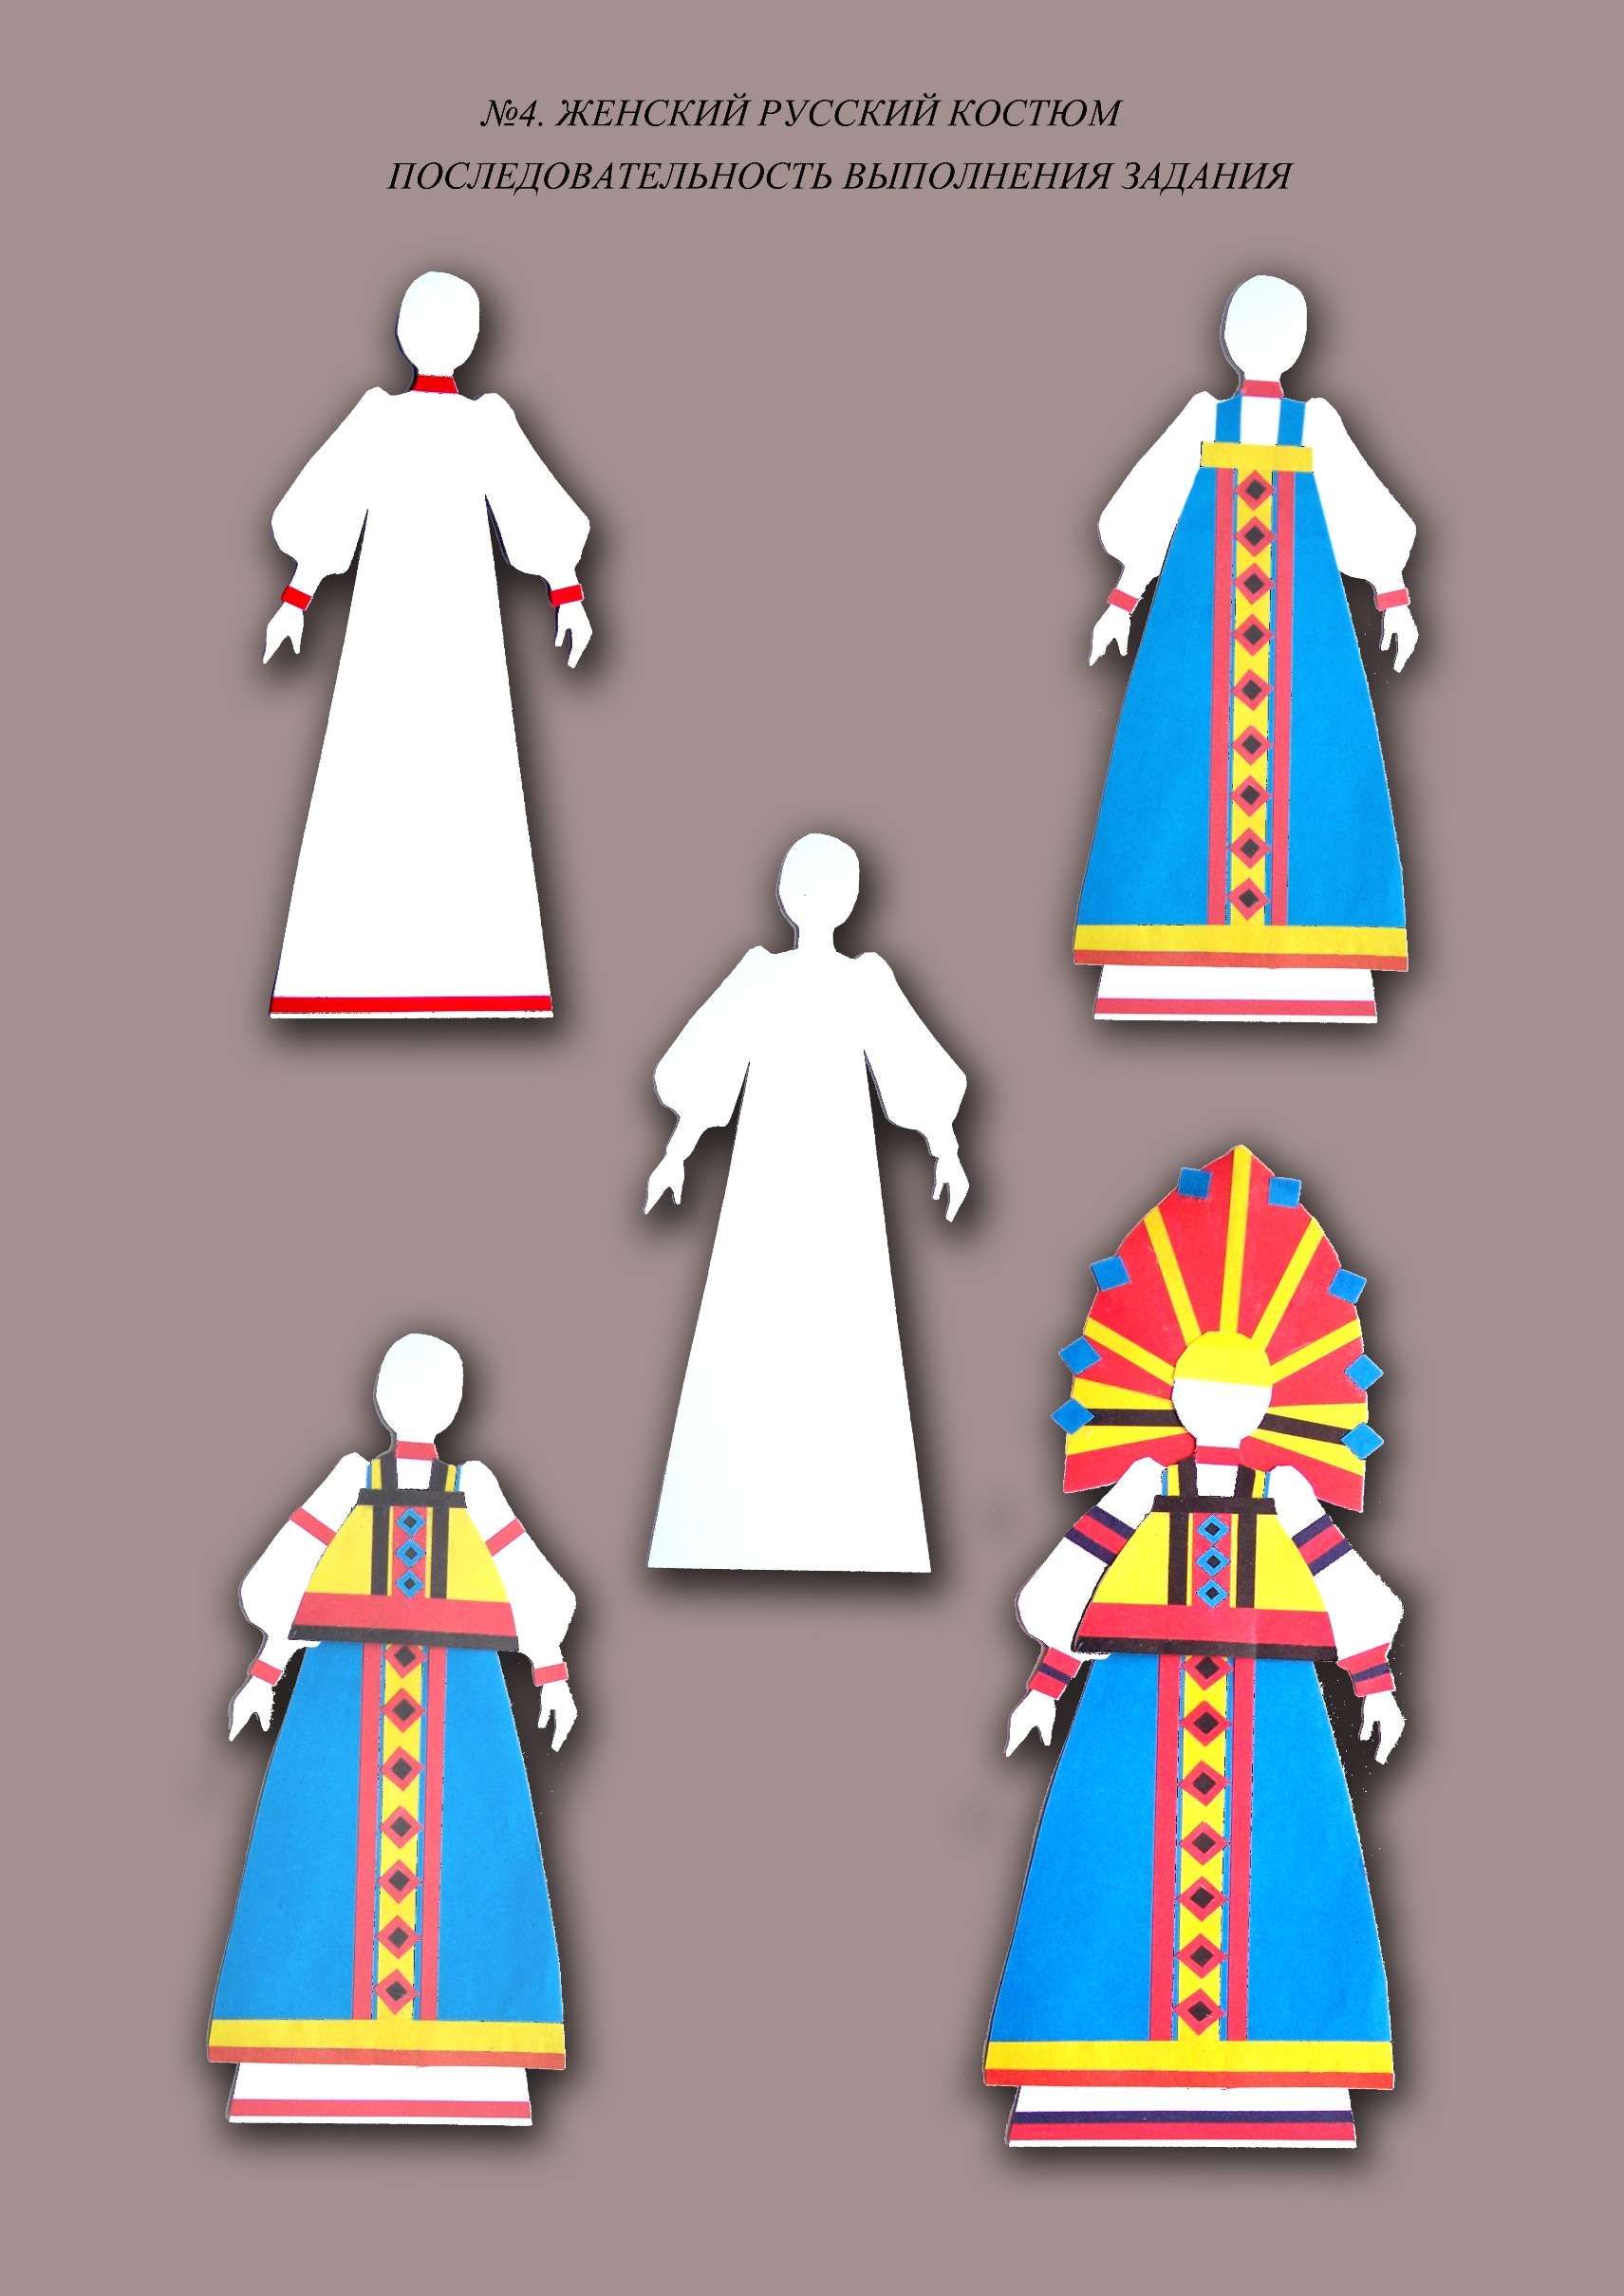 №4. ЖЕНСКИЙ РУССКИЙ КОСТЮМ
ПОСЛЕДОВАТЕЛЬНОСТЬ ВЫПОЛНЕНИЯ ЗАДАНИЯ